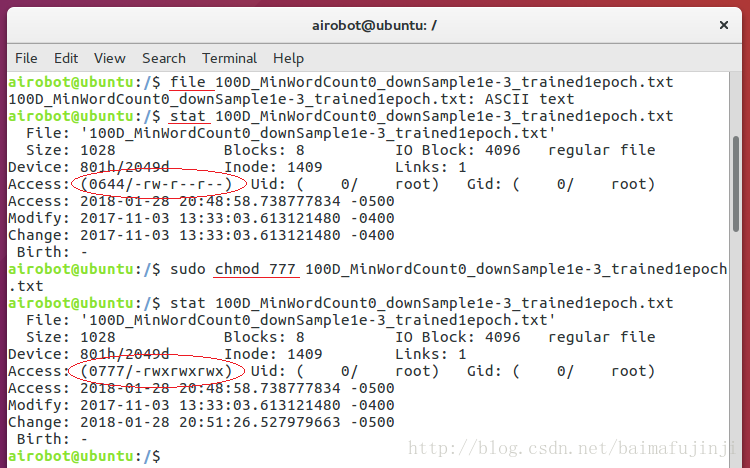 airobot@ubuntu: /
File Edit View Search Terminal Help
airobot@ubuntu:/$ file 100D_MinWordCount0_downSample1e-3_trained1epoch.txt
100D_MinWordCount0_downSample1e-3_trained1epoch.txt: ASCII text
airobot@ubuntu:/$ stat 100D_MinWordCount0_downSample1e-3_trained1epoch.txt
  File: '100D_MinWordCount0_downSample1e-3_trained1epoch.txt'
  Size: 1028          Blocks: 8          IO Block: 4096   regular file
Device: 801h/2049d      Inode: 1409        Links: 1
Access: (0644/-rw-r--r--)  Uid: (    0/    root)   Gid: (    0/    root)
Access: 2018-01-28 20:48:58.738777834 -0500
Modify: 2017-11-03 13:33:03.613121480 -0400
Change: 2017-11-03 13:33:03.613121480 -0400
 Birth: -
airobot@ubuntu:/$ sudo chmod 777 100D_MinWordCount0_downSample1e-3_trained1epoch
.txt
airobot@ubuntu:/$ stat 100D_MinWordCount0_downSample1e-3_trained1epoch.txt
  File: '100D_MinWordCount0_downSample1e-3_trained1epoch.txt'
  Size: 1028          Blocks: 8          IO Block: 4096   regular file
Device: 801h/2049d      Inode: 1409        Links: 1
Access: (0777/-rwxrwxrwx)  Uid: (    0/    root)   Gid: (    0/    root)
Access: 2018-01-28 20:48:58.738777834 -0500
Modify: 2017-11-03 13:33:03.613121480 -0400
Change: 2018-01-28 20:51:26.527979663 -0500
 Birth: -
airobot@ubuntu:/$
http://blog.csdn.net/baimafujinji